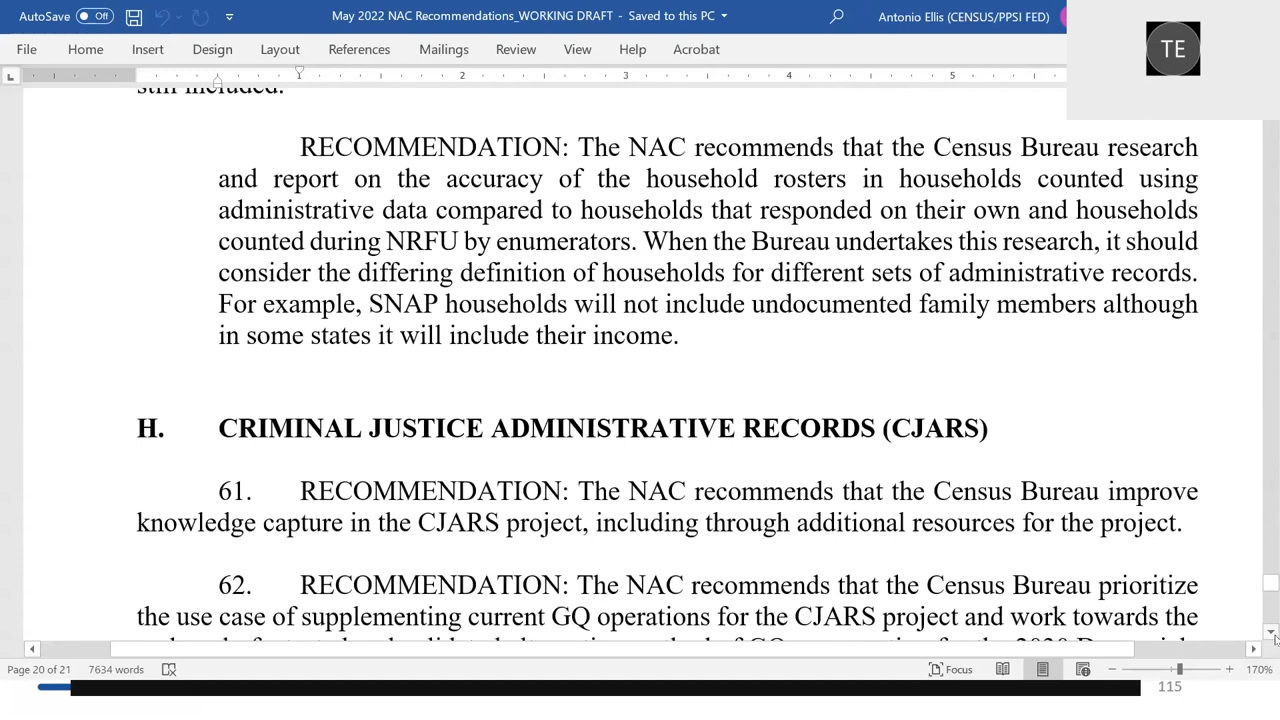 AutoSave Off May 2022 NAC Recommendations_WORKING DRAFT - Saved to this PC Antonio Ellis (CENSUS/PPSI FED)
TE
File Home Insert Design Layout References Mailings Review View Help Acrobat
1 2 3 4 5
still included.
RECOMMENDATION: The NAC recommends that the Census Bureau research
and report on the accuracy of the household rosters in households counted using
administrative data compared to households that responded on their own and households
counted during NRFU by enumerators. When the Bureau undertakes this research, it should
consider the differing definition of households for different sets of administrative records.
For example, SNAP households will not include undocumented family members although
in some states it will include their income.
H. CRIMINAL JUSTICE ADMINISTRATIVE RECORDS (CJARS)
61. RECOMMENDATION: The NAC recommends that the Census Bureau improve
knowledge capture in the CJARS project, including through additional resources for the project.
62. RECOMMENDATION: The NAC recommends that the Census Bureau prioritize
the use case of supplementing current GQ operations for the CJARS project and work towards the
Page 20 of 21 7634 words Focus 170%
115